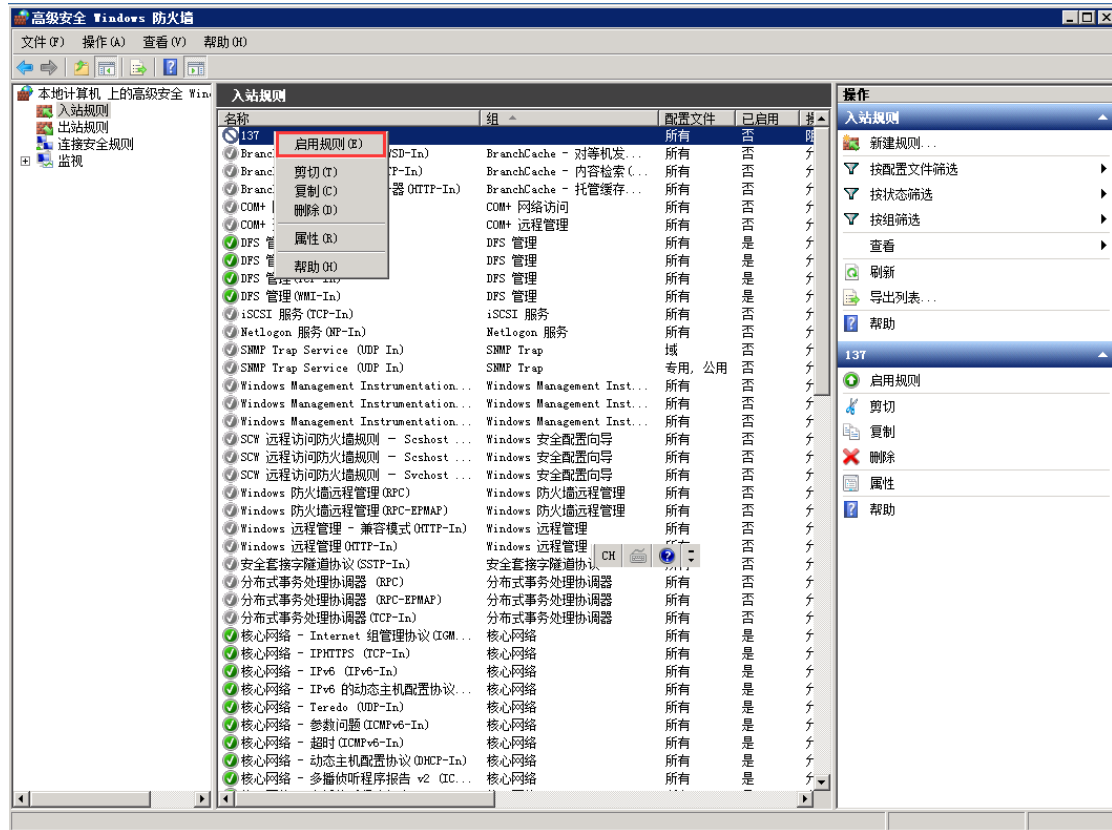 高级安全 Windows 防火墙
文件(F) 操作(A) 查看(V) 帮助(H)
本地计算机 上的高级安全 Win
入站规则
出站规则
连接安全规则
监视
入站规则
名称 组 配置文件 已启用
137 所有 否
启用规则(E)
剪切(T)
复制(C)
删除(D)
属性(R)
帮助(H)
Branc SD-In) BranchCache - 对等机发... 所有 否
Branc P-In) BranchCache - 内容检索(... 所有 否
Branc 器(HTTP-In) BranchCache - 托管缓存... 所有 否
COM+ COM+ 网络访问 所有 否
COM+ COM+ 远程管理 所有 否
DFS 管 DFS 管理 所有 是
DFS 管 DFS 管理 所有 是
DFS 管理(TCP-In) DFS 管理 所有 是
DFS 管理(WMI-In) DFS 管理 所有 是
iSCSI 服务(TCP-In) iSCSI 服务 所有 否
Netlogon 服务(NP-In) Netlogon 服务 所有 否
SNMP Trap Service (UDP In) SNMP Trap 域 否
SNMP Trap Service (UDP In) SNMP Trap 专用, 公用 否
Windows Management Instrumentation... Windows Management Inst... 所有 否
Windows Management Instrumentation... Windows Management Inst... 所有 否
Windows Management Instrumentation... Windows Management Inst... 所有 否
SCW 远程访问防火墙规则 - Scshost ... Windows 安全配置向导 所有 否
SCW 远程访问防火墙规则 - Scshost ... Windows 安全配置向导 所有 否
SCW 远程访问防火墙规则 - Svchost ... Windows 安全配置向导 所有 否
Windows 防火墙远程管理(RPC) Windows 防火墙远程管理 所有 否
Windows 防火墙远程管理(RPC-EPMAP) Windows 防火墙远程管理 所有 否
Windows 远程管理 - 兼容模式(HTTP-In) Windows 远程管理 所有 否
Windows 远程管理(HTTP-In) Windows 远程管理 否
CH
安全套接字隧道协议(SSTP-In) 安全套接字隧道协 否
分布式事务处理协调器 (RPC) 分布式事务处理协调器 所有 否
分布式事务处理协调器 (RPC-EPMAP) 分布式事务处理协调器 所有 否
分布式事务处理协调器(TCP-In) 分布式事务处理协调器 所有 否
核心网络 - Internet 组管理协议(IGM... 核心网络 所有 是
核心网络 - IPHTTPS (TCP-In) 核心网络 所有 是
核心网络 - IPv6 (IPv6-In) 核心网络 所有 是
核心网络 - IPv6 的动态主机配置协议... 核心网络 所有 是
核心网络 - Teredo (UDP-In) 核心网络 所有 是
核心网络 - 参数问题(ICMPv6-In) 核心网络 所有 是
核心网络 - 超时(ICMPv6-In) 核心网络 所有 是
核心网络 - 动态主机配置协议(DHCP-In) 核心网络 所有 是
核心网络 - 多播侦听程序报告 v2 (IC... 核心网络 所有 是
操作
入站规则
新建规则...
按配置文件筛选
按状态筛选
按组筛选
查看
刷新
导出列表...
帮助
137
启用规则
剪切
复制
删除
属性
帮助